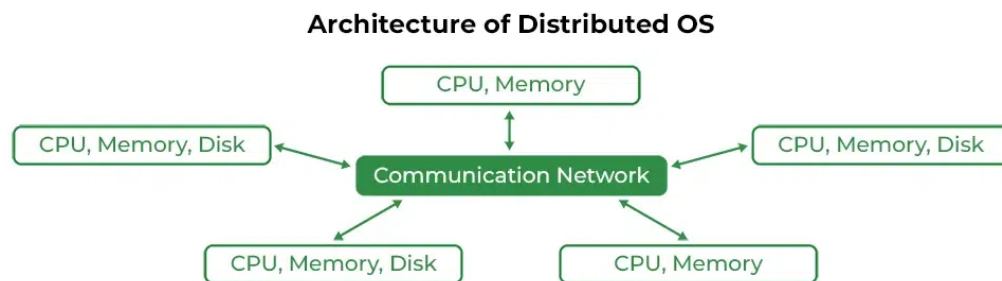 Architecture of Distributed OS
CPU, Memory
CPU, Memory, Disk
CPU, Memory, Disk
Communication Network
CPU, Memory, Disk
CPU, Memory